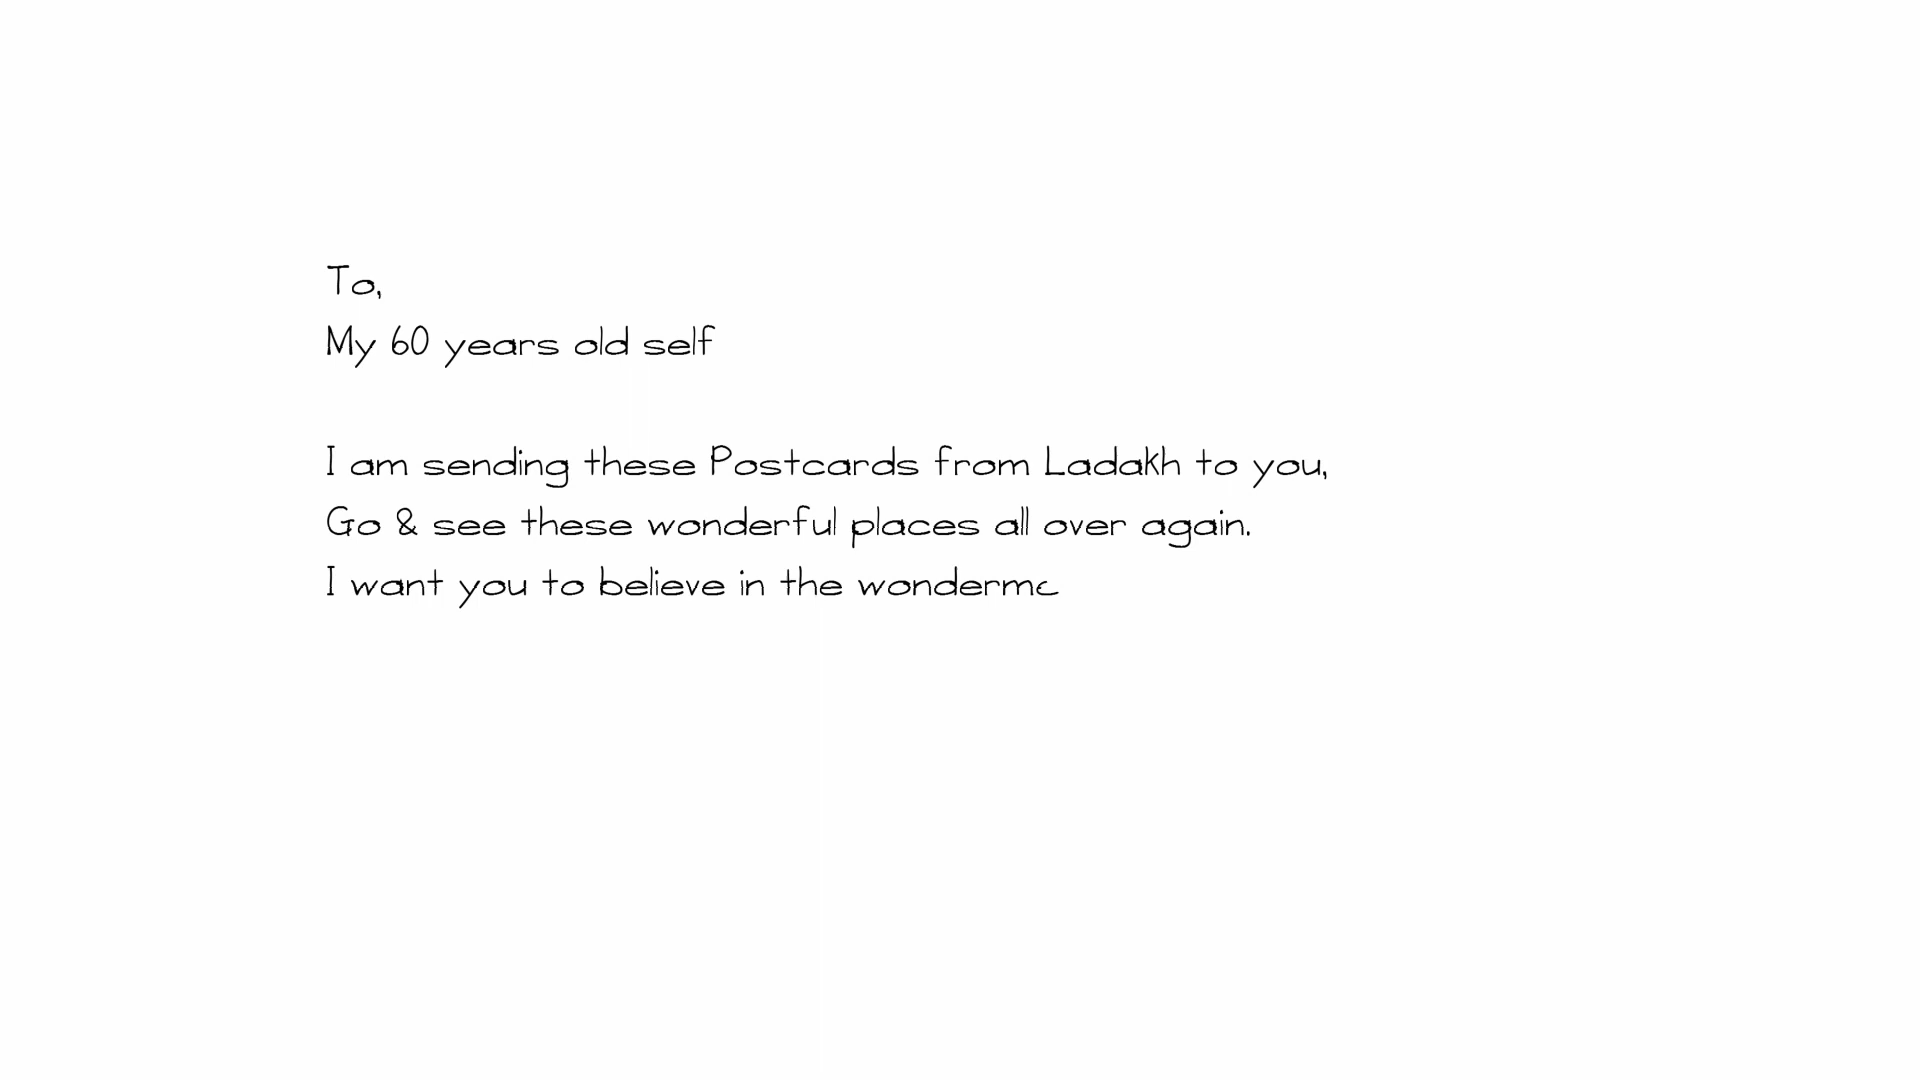 To,
My 60 years old self
I am sending these Postcards from Ladakh to you,
Go & see these wonderful places all over again.
I want you to believe in the